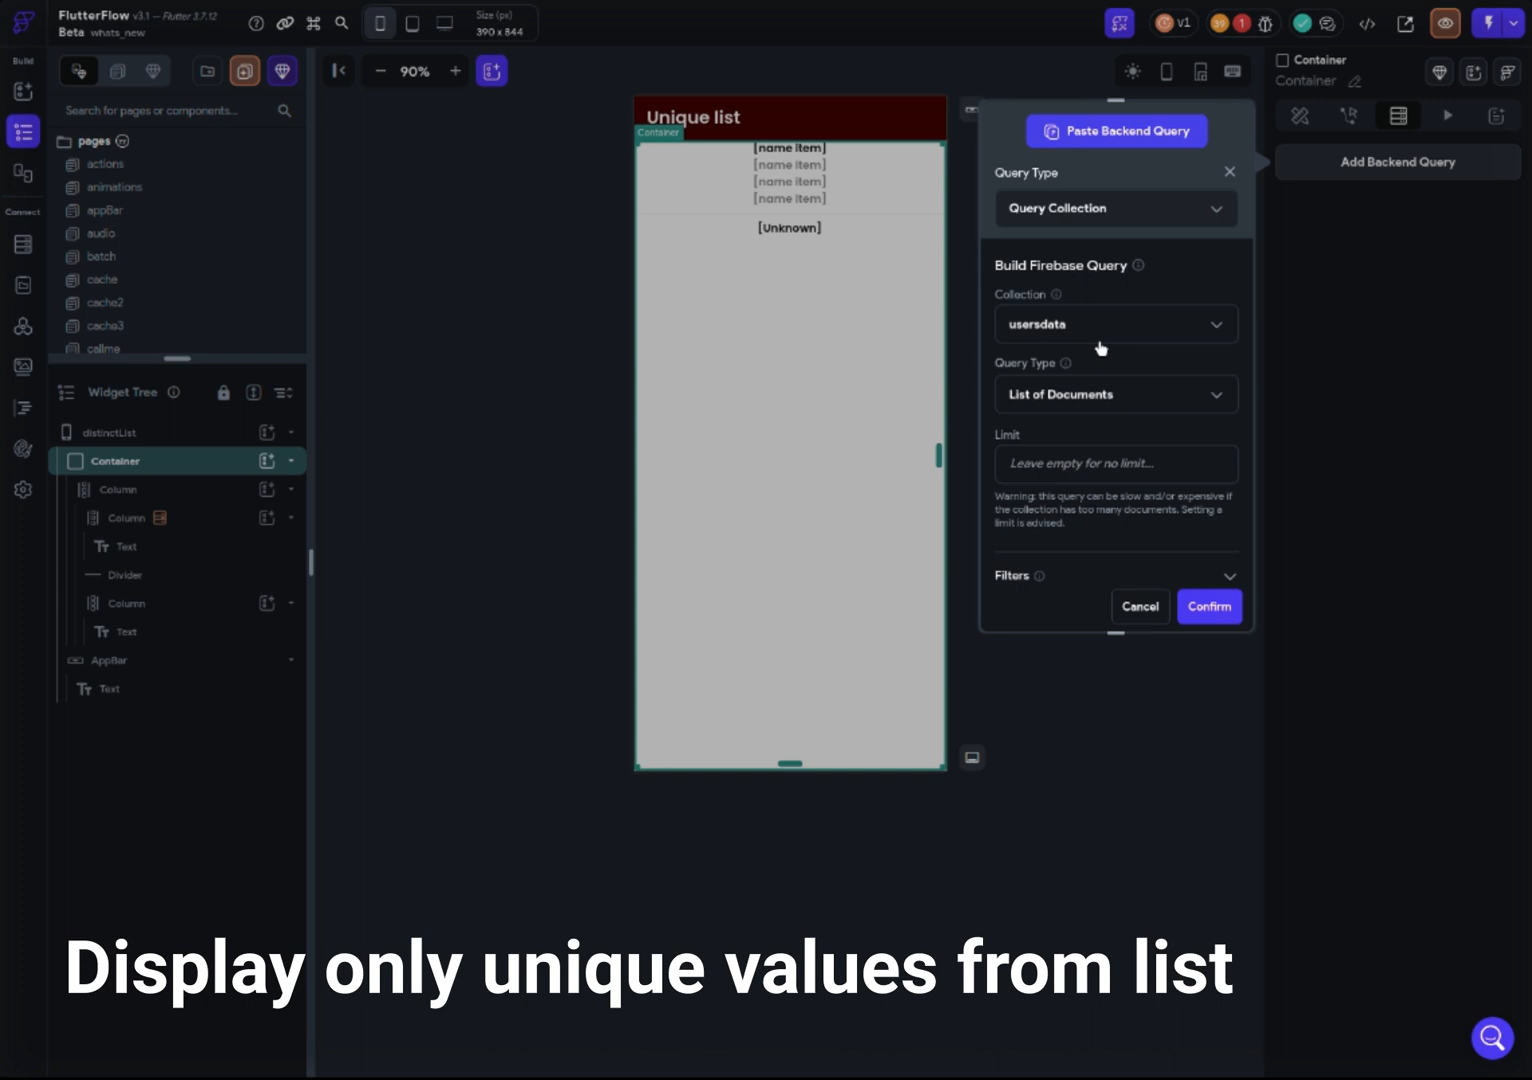 FlutterFlow v3.1 – Flutter 3.7.12
Beta whats_new
Size (px)
390 x 844
v1
39
1
Build
Connect
90%
Search for pages or components...
pages
actions
animations
appBar
audio
batch
cache
cache2
cache3
callme
Widget Tree
distinctList
Container
Column
Column
Text
Divider
Column
Text
AppBar
Text
Unique list
Container
[name item]
[name item]
[name item]
[name item]
[Unknown]
Paste Backend Query
Query Type
Query Collection
Build Firebase Query
Collection
usersdata
Query Type
List of Documents
Limit
Leave empty for no limit...
Warning: this query can be slow and/or expensive if
the collection has too many documents. Setting a
limit is advised.
Filters
Cancel
Confirm
Container
Container
Add Backend Query
Display only unique values from list